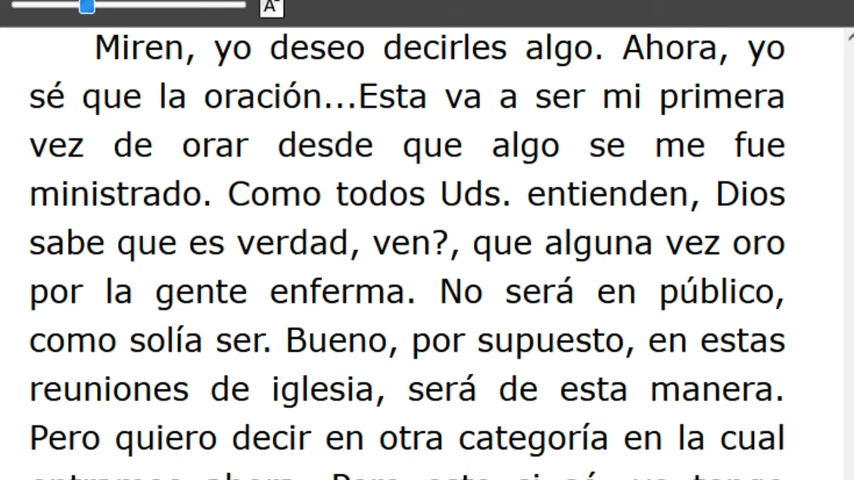 A
Miren, yo deseo decirles algo. Ahora, yo
sé que la oración...Esta va a ser mi primera
vez de orar desde que algo se me fue
ministrado. Como todos Uds. entienden, Dios
sabe que es verdad, ven?, que alguna vez oro
por la gente enferma. No será en público,
como solía ser. Bueno, por supuesto, en estas
reuniones de iglesia, será de esta manera.
Pero quiero decir en otra categoría en la cual